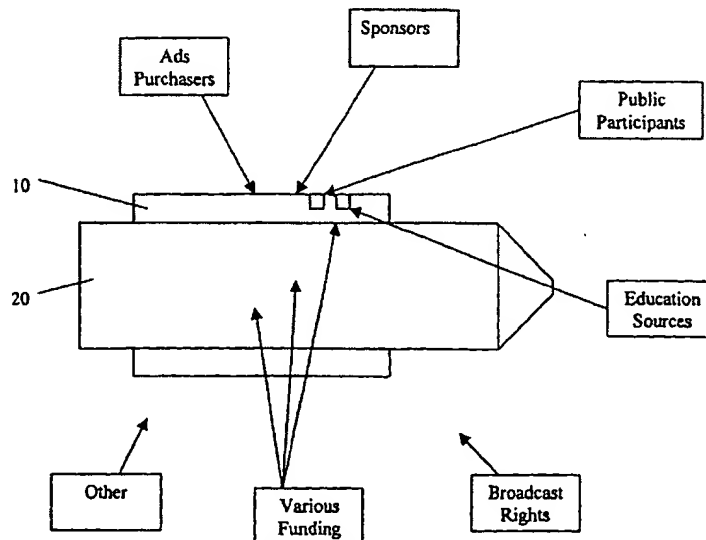 Sponsors
Ads
Purchasers
Public
Participants
10
20
Education
Sources
Other
Various
Funding
Broadcast
Rights